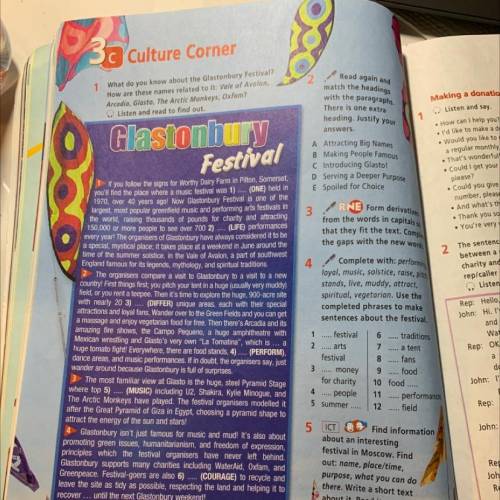 3c Culture Corner
1 What do you know about the Glastonbury Festival?
How are these names related to it: Vale of Avalon,
Arcadia, Glasto, The Arctic Monkeys, Oxfam?
Listen and read to find out.
Glastonbury
Festival
1 If you follow the signs for Worthy Dairy Farm in Pilton, Somerset,
you'll find the place where a music festival was 1) ..... (ONE) held in
1970, over 40 years ago! Now Glastonbury Festival is one of the
largest, most popular greenfield music and performing arts festivals in
the world, raising thousands of pounds for charity and attracting
150,000 or more people to see over 700 2) ..... (LIFE) performances
every year! The organisers of Glastonbury have always considered it to be
a special, mystical place; it takes place at a weekend in June around the
time of the summer solstice, in the Vale of Avalon, a part of southwest
England famous for its legends, mythology, and spiritual traditions.
2 The organisers compare a visit to Glastonbury to a visit to a new
country! First things first; you pitch your tent in a huge (usually very muddy)
field, or you rent a teepee. Then it's time to explore the huge, 900-acre site
with nearly 20 3) ..... (DIFFER) unique areas, each with their special
attractions and loyal fans. Wander over to the Green Fields and you can get
a massage and enjoy vegetarian food for free. Then there's Arcadia and its
amazing fire shows, the Campo Pequeno, a huge amphitheatre with
Mexican wrestling and Glasto's very own "La Tomatina", which is ... a
huge tomato fight! Everywhere, there are food stands, 4) ..... (PERFORM),
dance areas, and music performances. If in doubt, the organisers say, just
wander around because Glastonbury is full of surprises.
3 The most familiar view at Glasto is the huge, steel Pyramid Stage
where top 5) ..... (MUSIC) including U2, Shakira, Kylie Minogue, and
The Arctic Monkeys have played. The festival organisers modelled it
after the Great Pyramid of Giza in Egypt, choosing a pyramid shape to
attract the energy of the sun and stars!
4 Glastonbury isn't just famous for music and mud! It's also about
promoting green issues, humanitarianism, and freedom of expression,
principles which the festival organisers have never left behind.
Glastonbury supports many charities including WaterAid, Oxfam, and
Greenpeace. Festival-goers are also 6) ..... (COURAGE) to recycle and
leave the site as tidy as possible, respecting the land and helping it to
recover ... until the next Glastonbury weekend!
2 Read again and
match the headings
with the paragraphs.
There is one extra
heading. Justify your
answers.
A Attracting Big Names
B Making People Famous
C Introducing Glasto!
D Serving a Deeper Purpose
E Spoiled for Choice
3 RNE Form derivatives
from the words in capitals
that they fit the text.
the gaps with the new
4 Complete with:
loyal, music, solstice, raise,
stands, live, muddy, attract,
spiritual, vegetarian. Use the
completed phrases to make
sentences about the festival.
1 ..... festival 6 ..... traditions
2 ..... arts 7 ..... a tent
festival 8 ..... fans
3 ..... money 9 ..... food
for charity 10 food .....
4 ..... people 11 ..... performances
5 summer ..... 12 ..... field
5 ICT Find information
about an interesting
festival in Moscow. Find
out: name, place/time,
purpose, what you can do
there. Write a short text
about it.
Making a
1 Listen and say.
• How can I help you?
• I'd like to make a
• Would you like to
a regular monthly
• That's wonderful
• Could I get your
please?
• Could you give
number, please
• And what's th
• Thank you
• You're very
2 The
between a
charity and
rep(caller
Listen
Rep: Hello
John: Hi.
and
Rep: OK
John:
Rep:
John:
Rep: